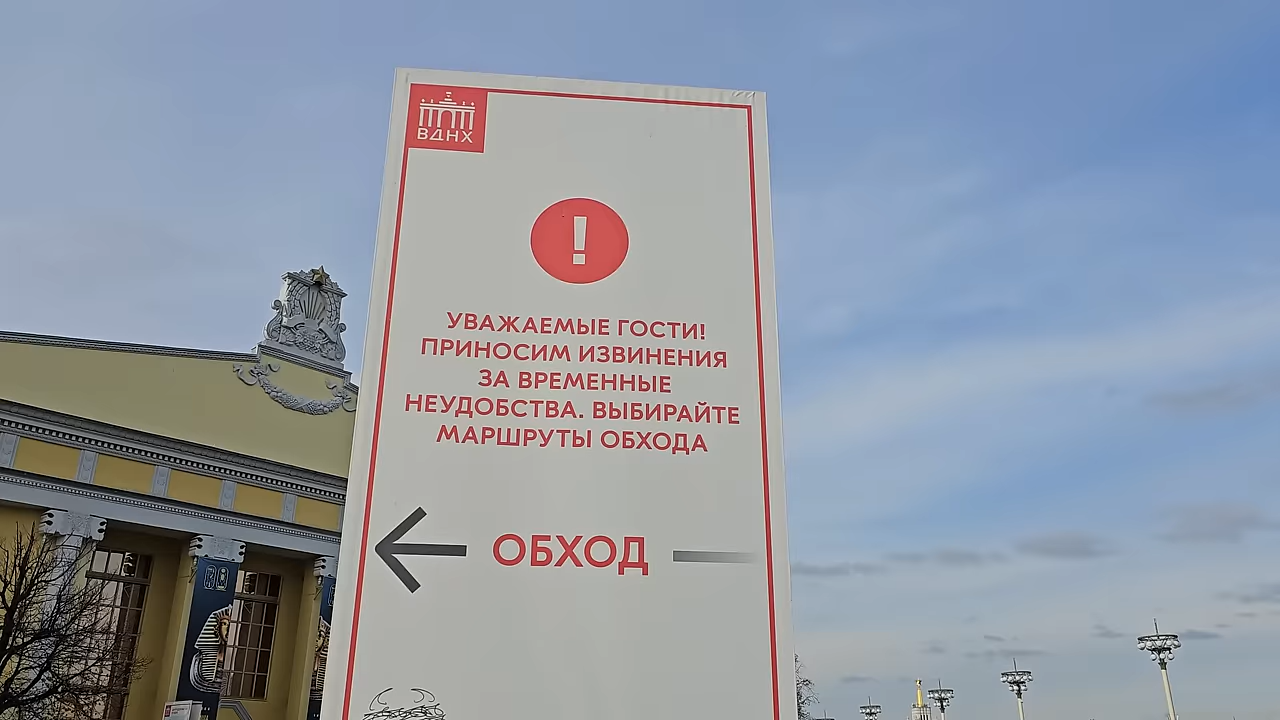 ВДНХ
!
УВАЖАЕМЫЕ ГОСТИ!
ПРИНОСИМ ИЗВИНЕНИЯ
ЗА ВРЕМЕННЫЕ
НЕУДОБСТВА. ВЫБИРАЙТЕ
МАРШРУТЫ ОБХОДА
ОБХОД